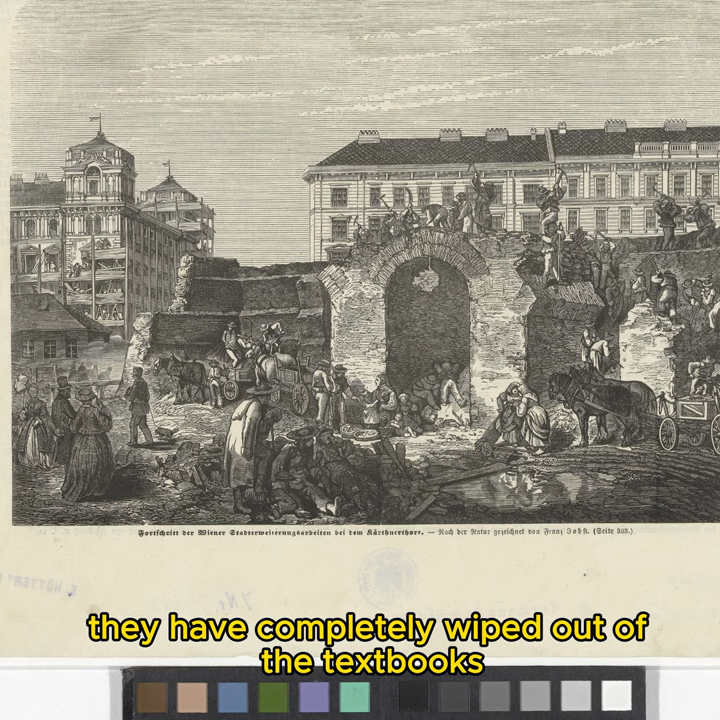 Fortschritt der Wiener Stadterweiterungsarbeiten bei dem Kärthnerthore. — Nach der Natur gezeichnet von Franz Jobst. (Seite 303.)
they have completely wiped out of
the textbooks